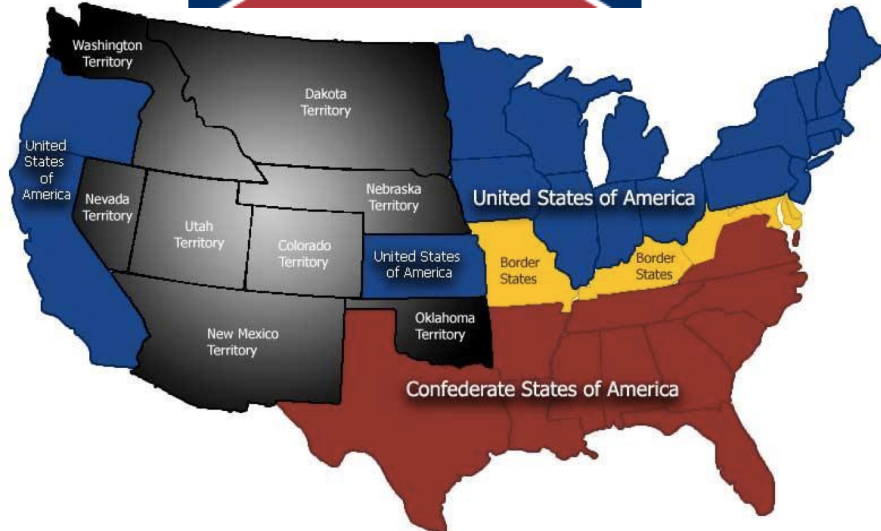 Washington
Territory
Dakota
Territory
United
States
of
America
Nevada
Territory
Utah
Territory
Colorado
Territory
Nebraska
Territory
United States of America
United States
of America
Border
States
Border
States
New Mexico
Territory
Oklahoma
Territory
Confederate States of America